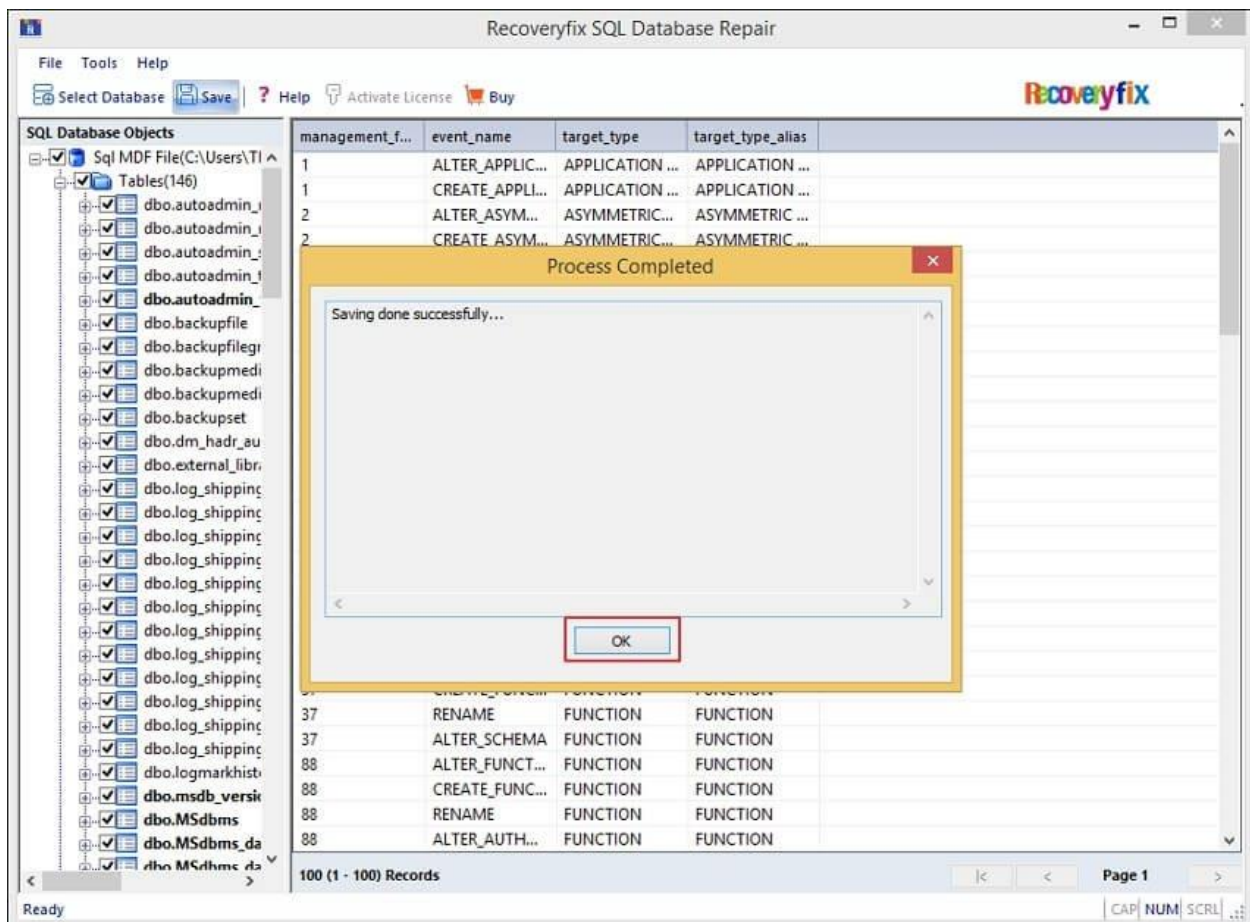 Recoveryfix SQL Database Repair
File Tools Help
Select Database Save ? Help Activate License Buy
Recoveryfix
SQL Database Objects
Sql MDF File(C:\Users\TI
Tables(146)
dbo.autoadmin_
dbo.autoadmin_
dbo.autoadmin_
dbo.autoadmin_
dbo.autoadmin_
dbo.backupfile
dbo.backupfilegr
dbo.backupmedi
dbo.backupmedi
dbo.backupset
dbo.dm_hadr_au
dbo.external_libr
dbo.log_shipping
dbo.log_shipping
dbo.log_shipping
dbo.log_shipping
dbo.log_shipping
dbo.log_shipping
dbo.log_shipping
dbo.log_shipping
dbo.log_shipping
dbo.log_shipping
dbo.log_shipping
dbo.log_shipping
dbo.logmarkhist
dbo.msdb_versi
dbo.MSdbms
dbo.MSdbms_da
dbo.MSdbms_da
management_f... event_name target_type target_type_alias
1 ALTER_APPLIC... APPLICATION ... APPLICATION ...
1 CREATE_APPLI... APPLICATION ... APPLICATION ...
2 ALTER_ASYM... ASYMMETRIC... ASYMMETRIC ...
2 CREATE_ASYM... ASYMMETRIC... ASYMMETRIC ...
Process Completed
Saving done successfully...
OK
37 RENAME FUNCTION FUNCTION
37 ALTER_SCHEMA FUNCTION FUNCTION
88 ALTER_FUNCT... FUNCTION FUNCTION
88 CREATE_FUNC... FUNCTION FUNCTION
88 RENAME FUNCTION FUNCTION
88 ALTER_AUTH... FUNCTION FUNCTION
100 (1 - 100) Records
Page 1
Ready
CAP NUM SCRL